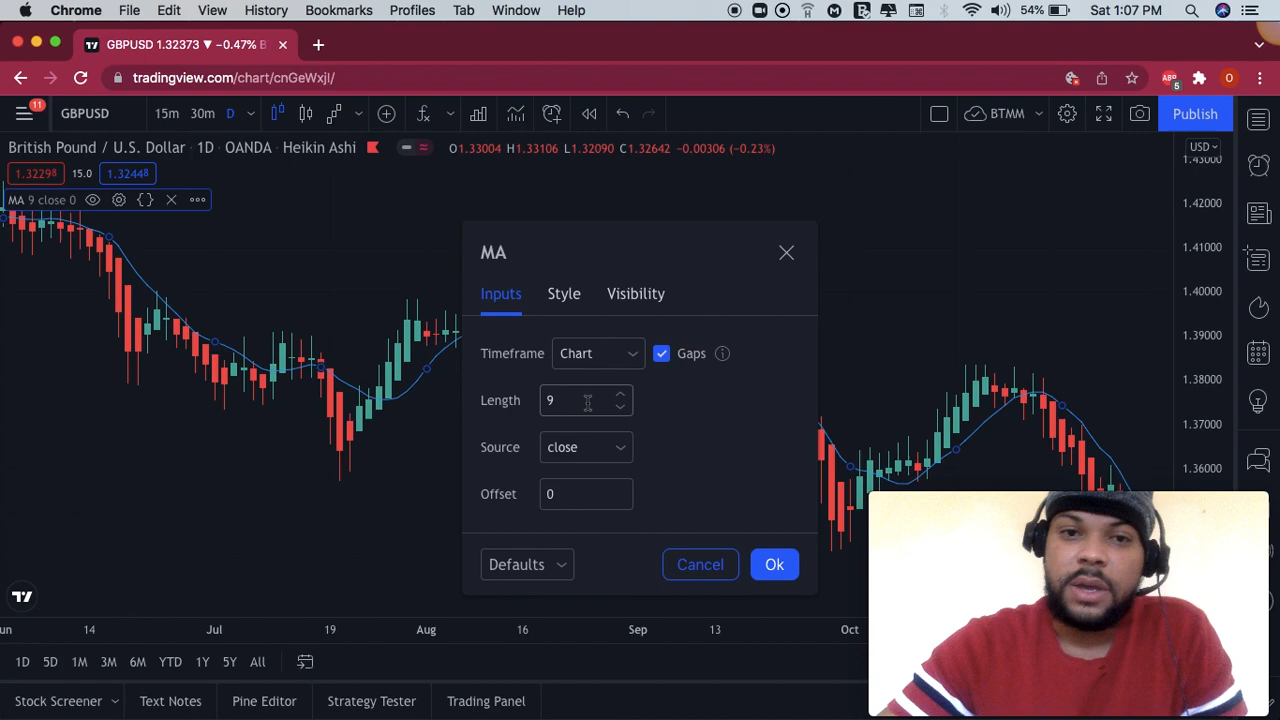 Chrome File Edit View History Bookmarks Profiles Tab Window Help 54% Sat 1:07 PM
GBPUSD 1.32373 ▼ −0.47% B
tradingview.com/chart/cnGeWxjl/
ABP 5 O
11 GBPUSD 15m 30m D BTMM Publish
British Pound / U.S. Dollar · 1D · OANDA · Heikin Ashi O1.33004 H1.33106 L1.32090 C1.32642 −0.00306 (−0.23%) USD
1.43000
1.32298 15.0 1.32448
MA 9 close 0
1.42000
1.41000
1.40000
1.39000
1.38000
1.37000
1.36000
MA
Inputs Style Visibility
Timeframe Chart Gaps
Length 9
Source close
Offset 0
Defaults Cancel Ok
un 14 Jul 19 Aug 16 Sep 13 Oct
1D 5D 1M 3M 6M YTD 1Y 5Y All
Stock Screener Text Notes Pine Editor Strategy Tester Trading Panel